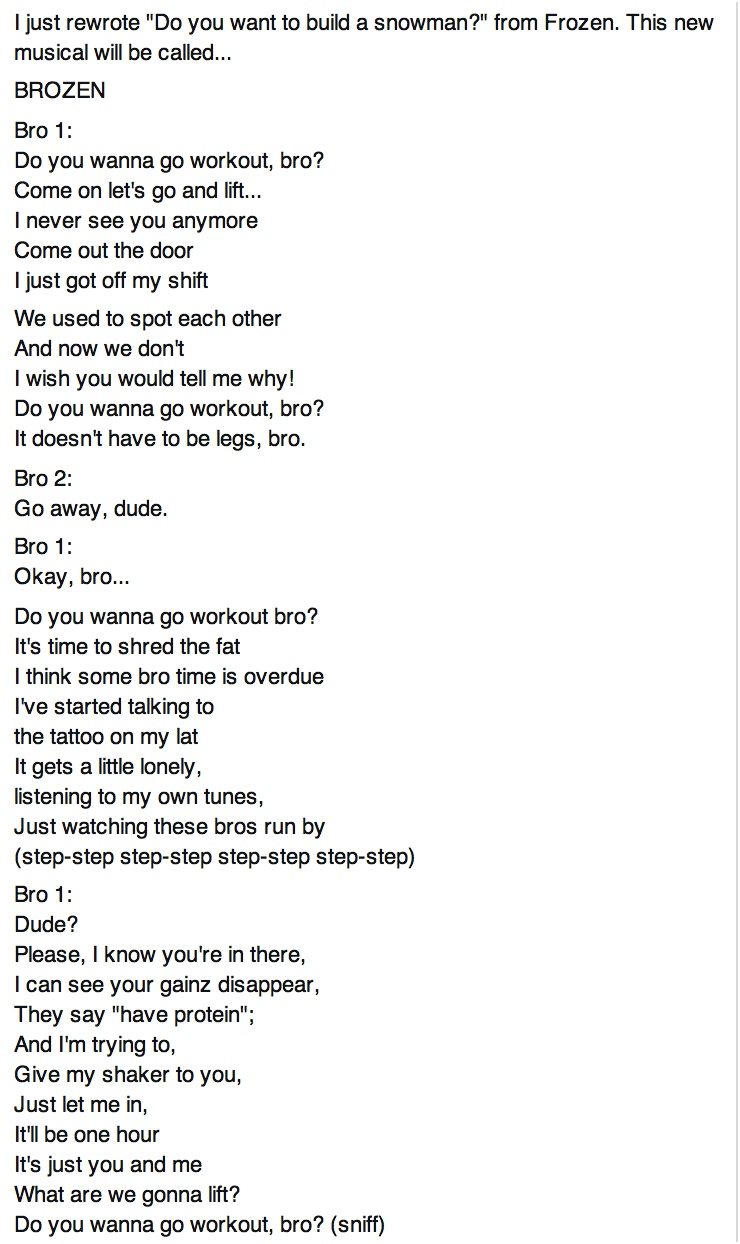 I just rewrote "Do you want to build a snowman?" from Frozen. This new
musical will be called...
BROZEN
Bro 1:
Do you wanna go workout, bro?
Come on let's go and lift...
I never see you anymore
Come out the door
I just got off my shift
We used to spot each other
And now we don't
I wish you would tell me why!
Do you wanna go workout, bro?
It doesn't have to be legs, bro.
Bro 2:
Go away, dude.
Bro 1:
Okay, bro...
Do you wanna go workout bro?
It's time to shred the fat
I think some bro time is overdue
I've started talking to
the tattoo on my lat
It gets a little lonely,
listening to my own tunes,
Just watching these bros run by
(step-step step-step step-step step-step)
Bro 1:
Dude?
Please, I know you're in there,
I can see your gainz disappear,
They say "have protein";
And I'm trying to,
Give my shaker to you,
Just let me in,
It'll be one hour
It's just you and me
What are we gonna lift?
Do you wanna go workout, bro? (sniff)